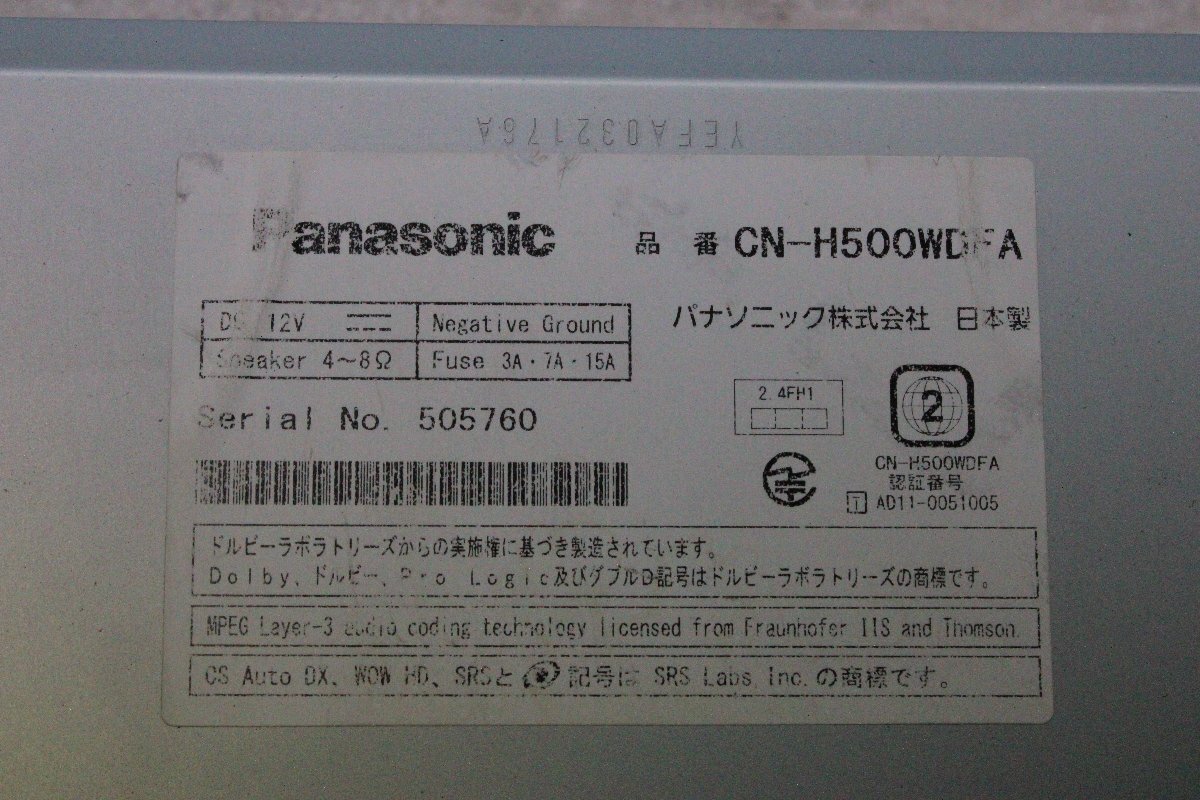 YEFA032176A
Panasonic 品 番 CN-H500WDFA
DC 12V Negative Ground
Speaker 4～8Ω Fuse 3A・7A・15A
パナソニック株式会社 日本製
Serial No. 505760
2.4FH1
2
CN-H500WDFA
認証番号
T AD11-0051005
ドルビーラボラトリーズからの実施権に基づき製造されています。
Dolby、ドルビー、Pro Logic及びダブルD記号はドルビーラボラトリーズの商標です。
MPEG Layer-3 audio coding technology licensed from Fraunhofer IIS and Thomson.
CS Auto DX、WOW HD、SRSと 記号は SRS Labs,Inc.の商標です。